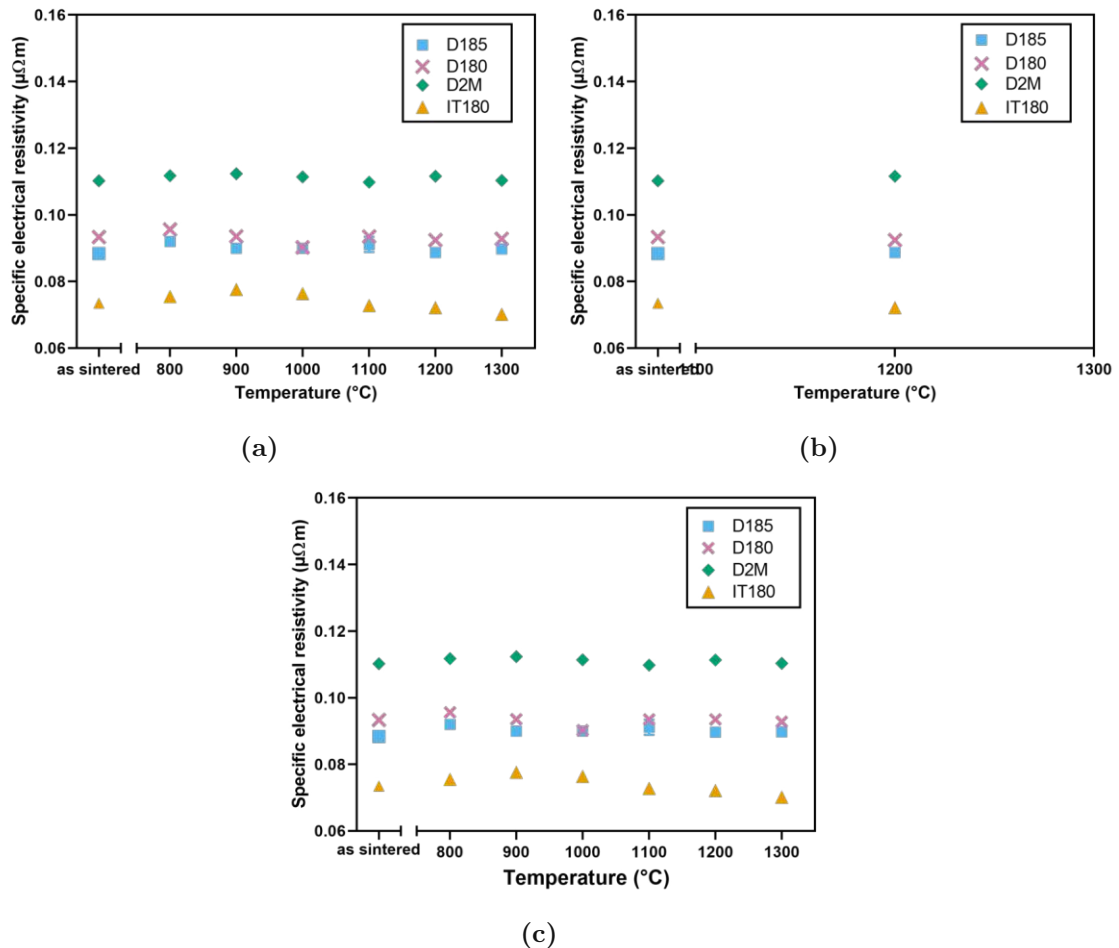 0.16
0.14
0.12
0.10
0.08
0.06
Specific electrical resistivity (μΩm)
D185
D180
D2M
IT180
as sintered 800 900 1000 1100 1200 1300
Temperature (°C)
(a)
0.16
0.14
0.12
0.10
0.08
0.06
Specific electrical resistivity (μΩm)
D185
D180
D2M
IT180
as sintered 1200 1300
Temperature (°C)
(b)
0.16
0.14
0.12
0.10
0.08
0.06
Specific electrical resistivity (μΩm)
D185
D180
D2M
IT180
as sintered 800 900 1000 1100 1200 1300
Temperature (°C)
(c)